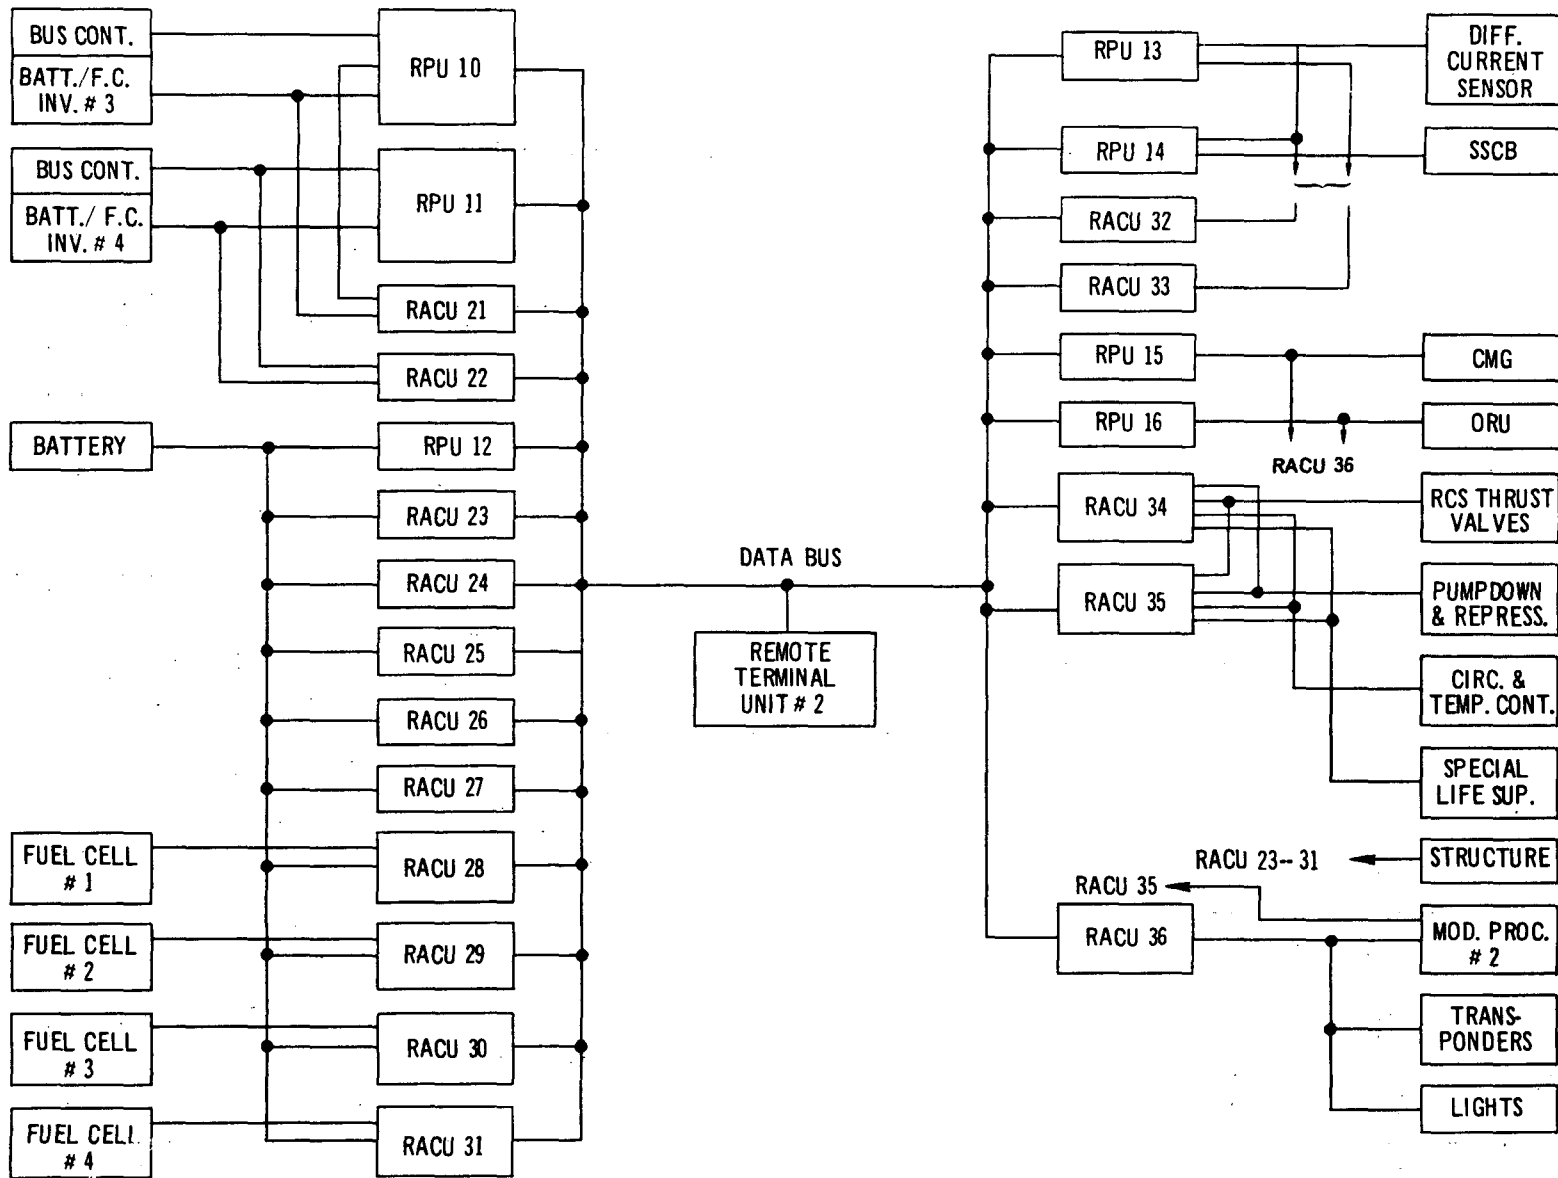 BUS CONT.
BATT./F.C.
INV. # 3
BUS CONT.
BATT./ F.C.
INV. # 4
BATTERY
FUEL CELL
# 1
FUEL CELL
# 2
FUEL CELL
# 3
FUEL CELL
# 4
RPU 10
RPU 11
RACU 21
RACU 22
RPU 12
RACU 23
RACU 24
RACU 25
RACU 26
RACU 27
RACU 28
RACU 29
RACU 30
RACU 31
DATA BUS
REMOTE
TERMINAL
UNIT # 2
RPU 13
RPU 14
RACU 32
RACU 33
RPU 15
RPU 16
RACU 36
RACU 34
RACU 35
RACU 23--31
RACU 35
RACU 36
DIFF.
CURRENT
SENSOR
SSCB
CMG
ORU
RCS THRUST
VALVES
PUMPDOWN
& REPRESS.
CIRC. &
TEMP. CONT.
SPECIAL
LIFE SUP.
STRUCTURE
MOD. PROC.
# 2
TRANS-
PONDERS
LIGHTS